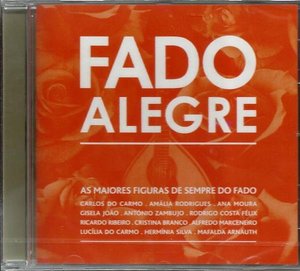 FADO
ALEGRE
AS MAIORES FIGURAS DE SEMPRE DO FADO
CARLOS DO CARMO . AMÁLIA RODRIGUES . ANA MOURA
GISELA JOÃO . ANTÓNIO ZAMBUJO . RODRIGO COSTA FÉLIX
RICARDO RIBEIRO . CRISTINA BRANCO . ALFREDO MARCENEIRO
LUCÍLIA DO CARMO . HERMÍNIA SILVA . MAFALDA ARNAUTH